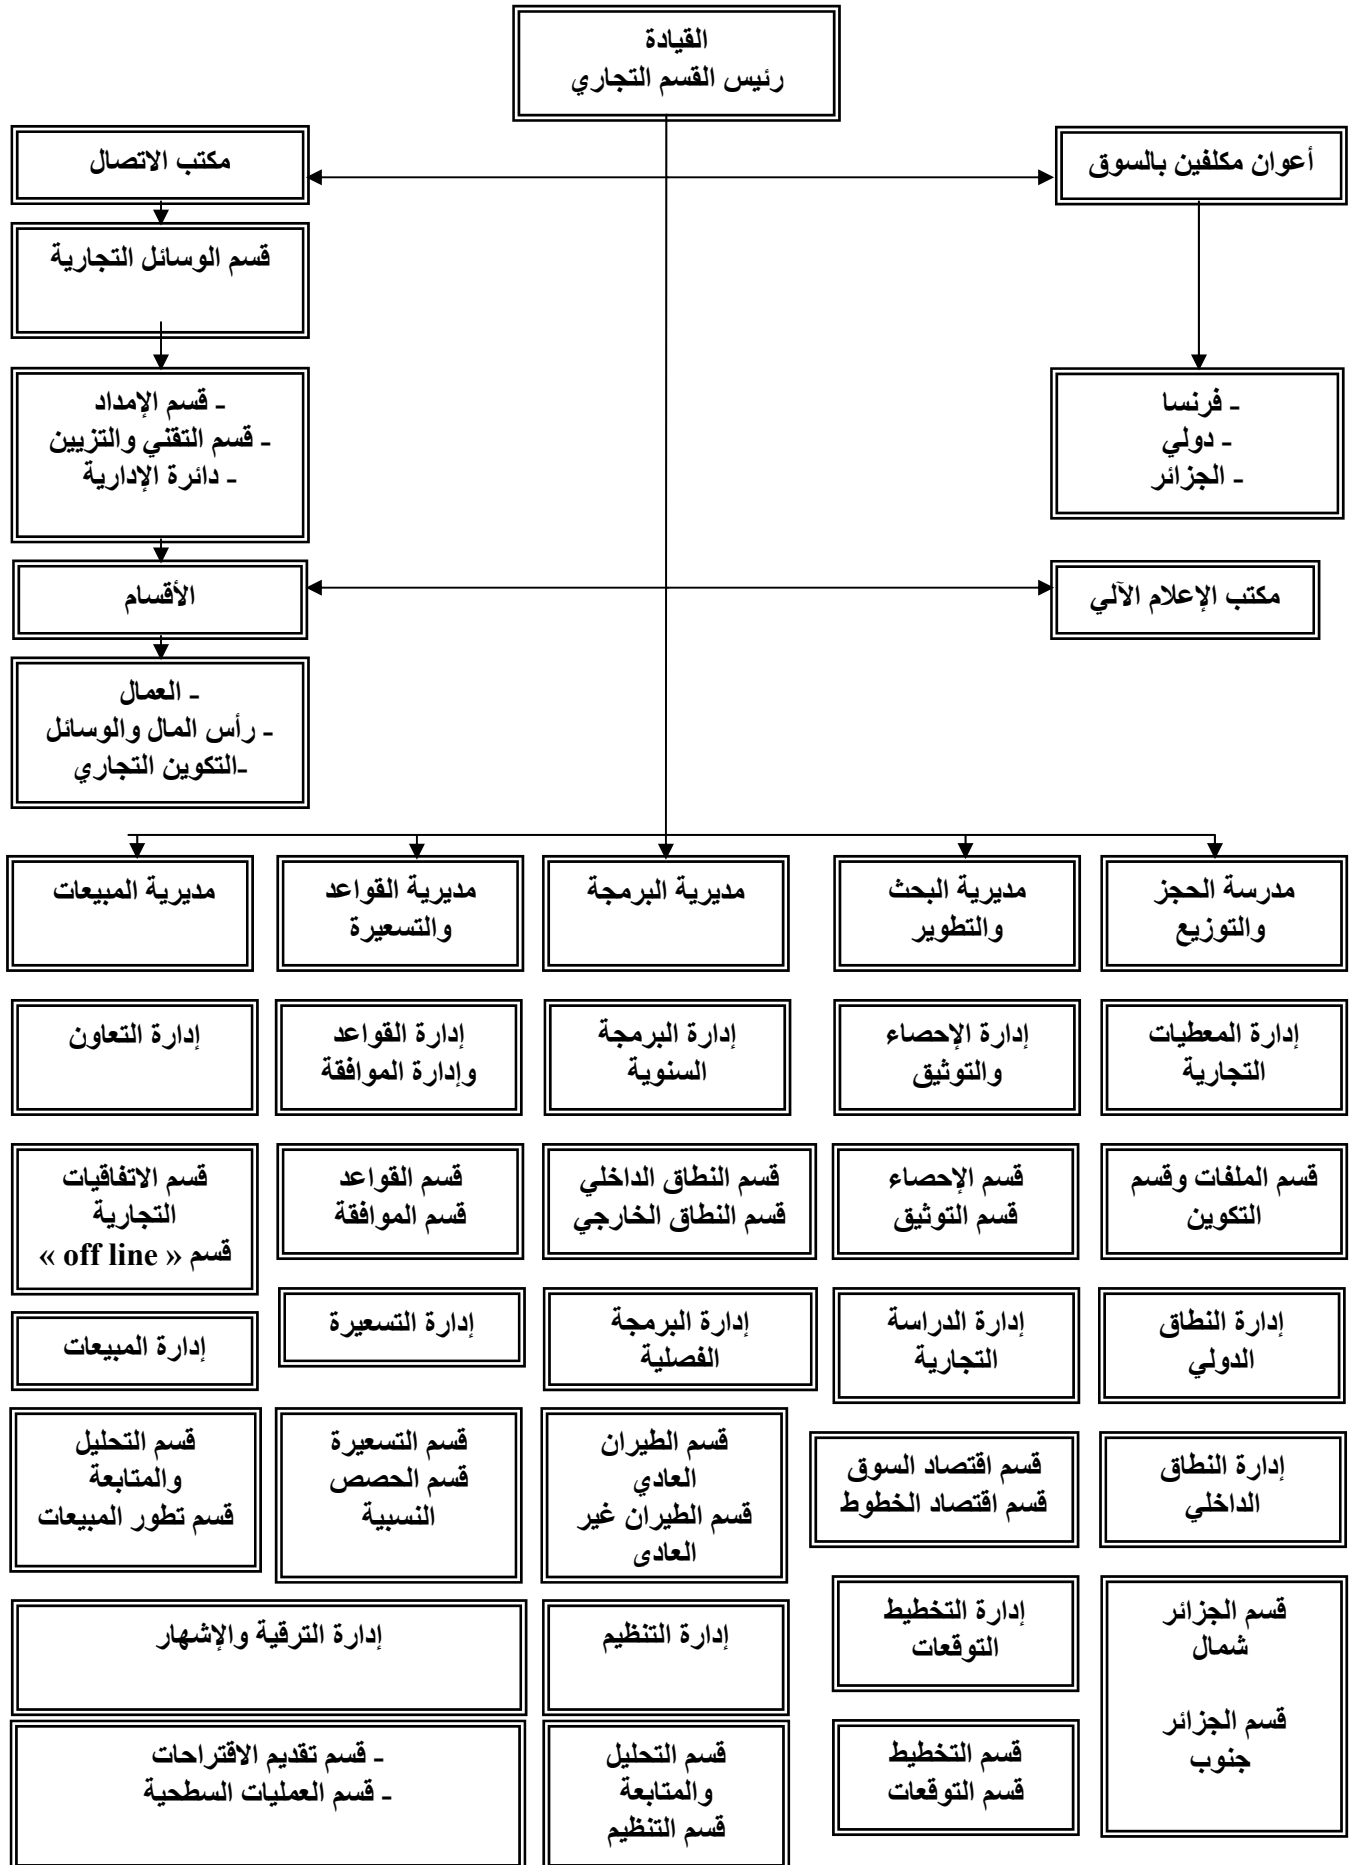 القيادة
رئيس القسم التجاري
أعوان مكلفين بالسوق
مكتب الاتصال
قسم الوسائل التجارية
- فرنسا
- دولي
- الجزائر
- قسم الإمداد
- قسم التقني والتزيين
- دائرة الإدارية
مكتب الإعلام الآلي
الأقسام
- العمال
- رأس المال والوسائل
-التكوين التجاري
مدرسة الحجز
والتوزيع
مديرية البحث
والتطوير
مديرية البرمجة
مديرية القواعد
والتسعيرة
مديرية المبيعات
إدارة المعطيات
التجارية
إدارة الإحصاء
والتوثيق
إدارة البرمجة
السنوية
إدارة القواعد
وإدارة الموافقة
إدارة التعاون
قسم الملفات وقسم
التكوين
قسم الإحصاء
قسم التوثيق
قسم النطاق الداخلي
قسم النطاق الخارجي
قسم القواعد
قسم الموافقة
قسم الاتفاقيات
التجارية
قسم « off line »
إدارة النطاق
الدولي
إدارة الدراسة
التجارية
إدارة البرمجة
الفصلية
إدارة التسعيرة
إدارة المبيعات
إدارة النطاق
الداخلي
قسم اقتصاد السوق
قسم اقتصاد الخطوط
قسم الطيران
العادي
قسم الطيران غير
العادى
قسم التسعيرة
قسم الحصص
النسبية
قسم التحليل
والمتابعة
قسم تطور المبيعات
قسم الجزائر
شمال
قسم الجزائر
جنوب
إدارة التخطيط
التوقعات
إدارة التنظيم
إدارة الترقية والإشهار
قسم التخطيط
قسم التوقعات
قسم التحليل
والمتابعة
قسم التنظيم
- قسم تقديم الاقتراحات
- قسم العمليات السطحية